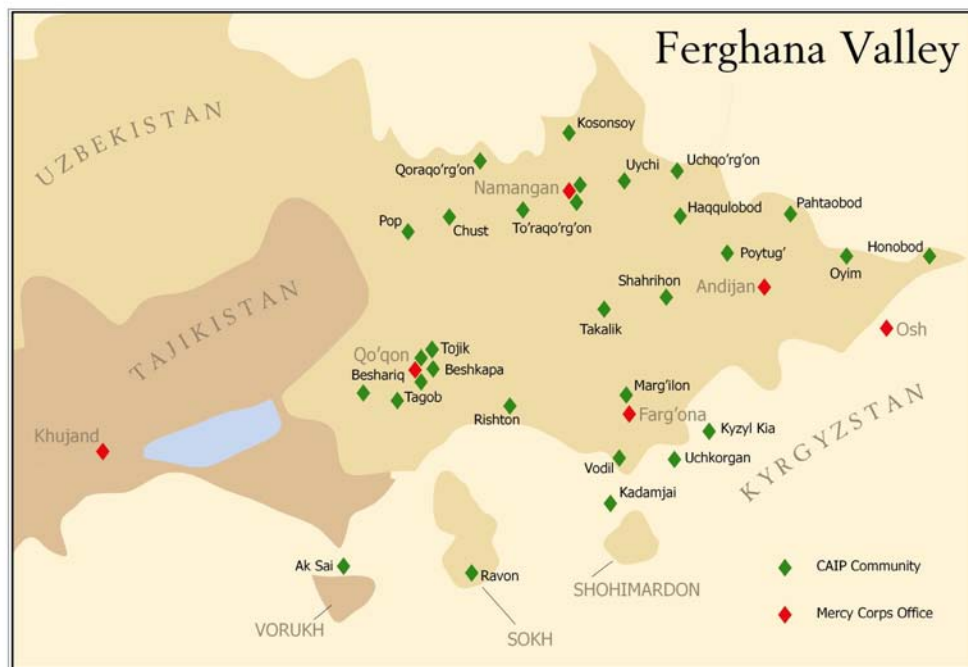 Ferghana Valley
UZBEKISTAN
Kosonsoy
Qoraqo'rg'on
Uychi
Uchqo'rg'on
Namangan
Pop
Chust
To'raqo'rg'on
Haqqulobod
Pahtaobod
Poytug'
Honobod
Oyim
TAJIKISTAN
Shahrihon
Andijan
Takalik
Osh
Qo'qon
Tojik
Beshariq
Beshkapa
Tagob
Rishton
Marg'ilon
Farg'ona
Khujand
Kyzyl Kia
KYRGYZSTAN
Vodil
Uchkorgan
Kadamjai
Ak Sai
Ravon
SHOHIMARDON
CAIP Community
VORUKH
SOKH
Mercy Corps Office